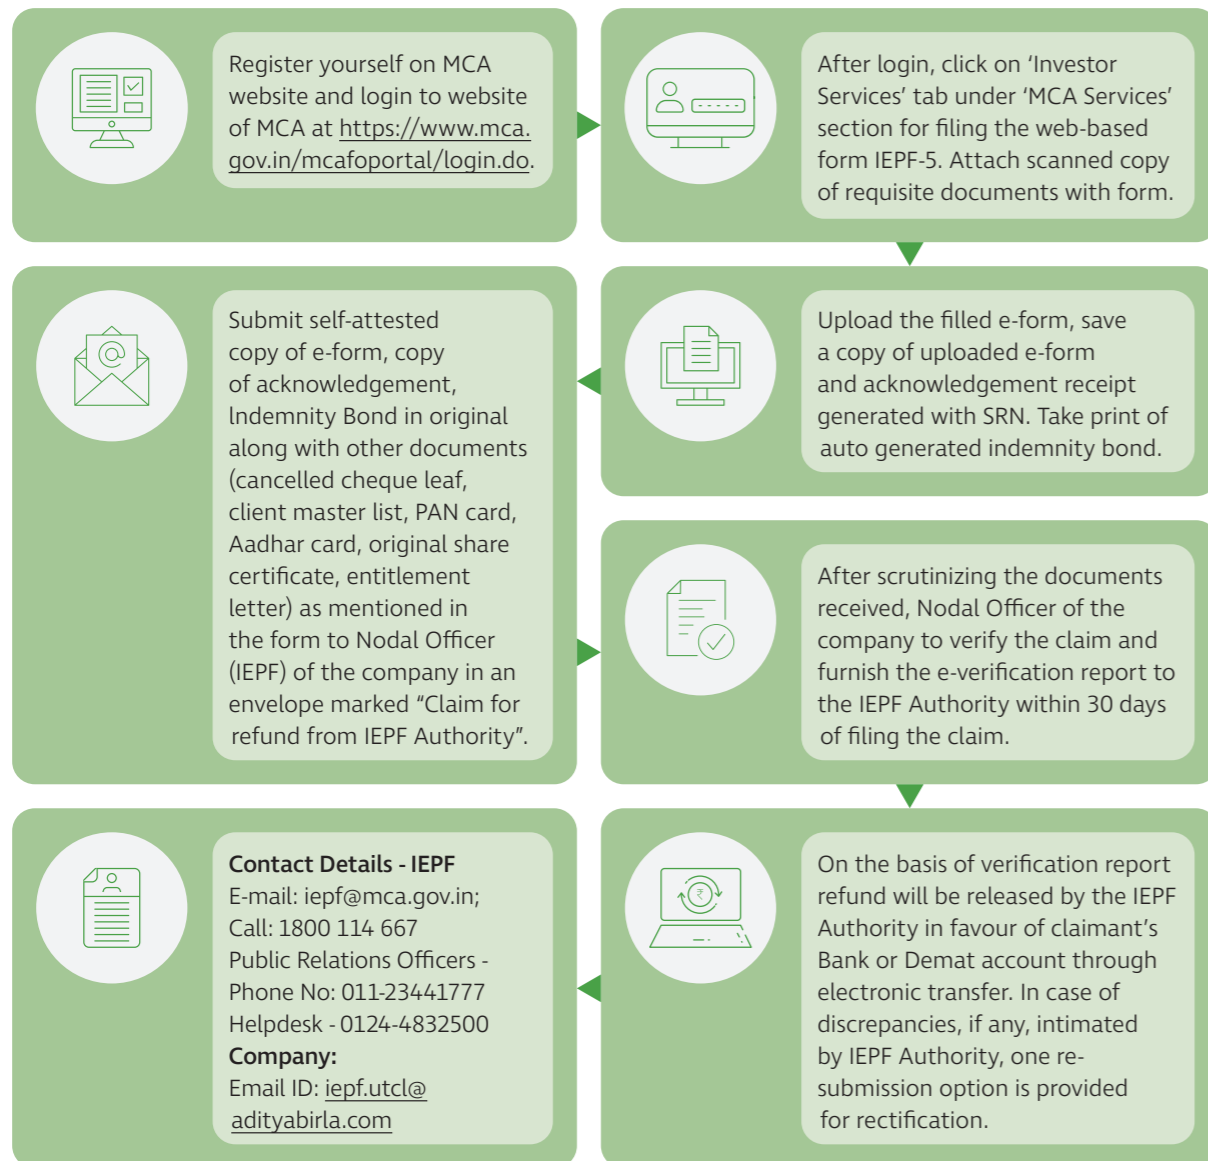 Register yourself on MCA
website and login to website
of MCA at https://www.mca.
gov.in/mcafoportal/login.do.
After login, click on ‘Investor
Services’ tab under ‘MCA Services’
section for filing the web-based
form IEPF-5. Attach scanned copy
of requisite documents with form.
Upload the filled e-form, save
a copy of uploaded e-form
and acknowledgement receipt
generated with SRN. Take print of
auto generated indemnity bond.
Submit self-attested
copy of e-form, copy
of acknowledgement,
Indemnity Bond in original
along with other documents
(cancelled cheque leaf,
client master list, PAN card,
Aadhar card, original share
certificate, entitlement
letter) as mentioned in
the form to Nodal Officer
(IEPF) of the company in an
envelope marked “Claim for
refund from IEPF Authority”.
After scrutinizing the documents
received, Nodal Officer of the
company to verify the claim and
furnish the e-verification report to
the IEPF Authority within 30 days
of filing the claim.
On the basis of verification report
refund will be released by the IEPF
Authority in favour of claimant’s
Bank or Demat account through
electronic transfer. In case of
discrepancies, if any, intimated
by IEPF Authority, one re-
submission option is provided
for rectification.
Contact Details - IEPF
E-mail: iepf@mca.gov.in;
Call: 1800 114 667
Public Relations Officers -
Phone No: 011-23441777
Helpdesk - 0124-4832500
Company:
Email ID: iepf.utcl@
adityabirla.com